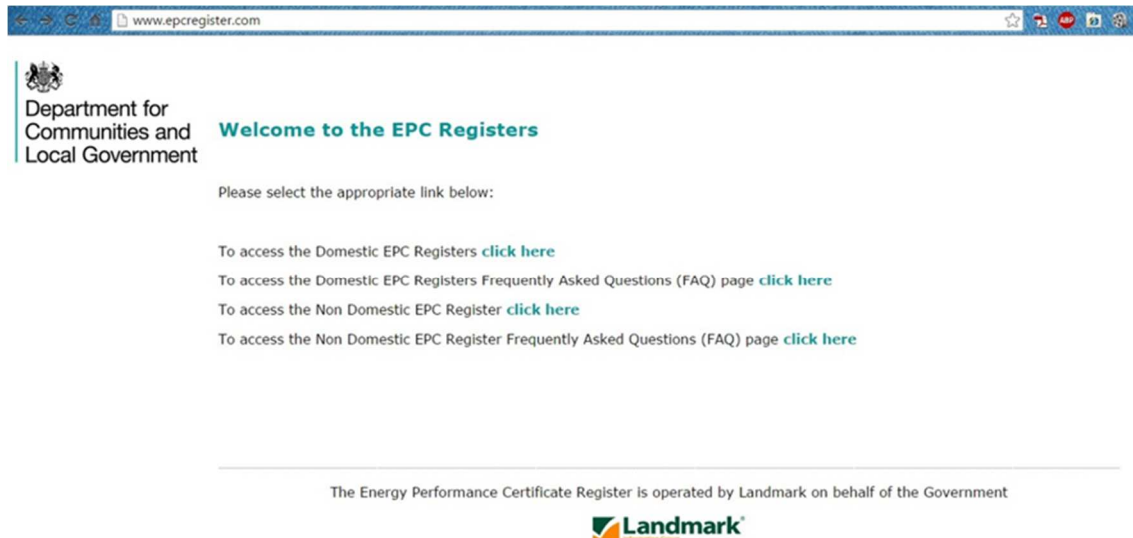 www.epcregister.com
ABP
Department for
Communities and
Local Government
Welcome to the EPC Registers
Please select the appropriate link below:
To access the Domestic EPC Registers click here
To access the Domestic EPC Registers Frequently Asked Questions (FAQ) page click here
To access the Non Domestic EPC Register click here
To access the Non Domestic EPC Register Frequently Asked Questions (FAQ) page click here
The Energy Performance Certificate Register is operated by Landmark on behalf of the Government
Landmark